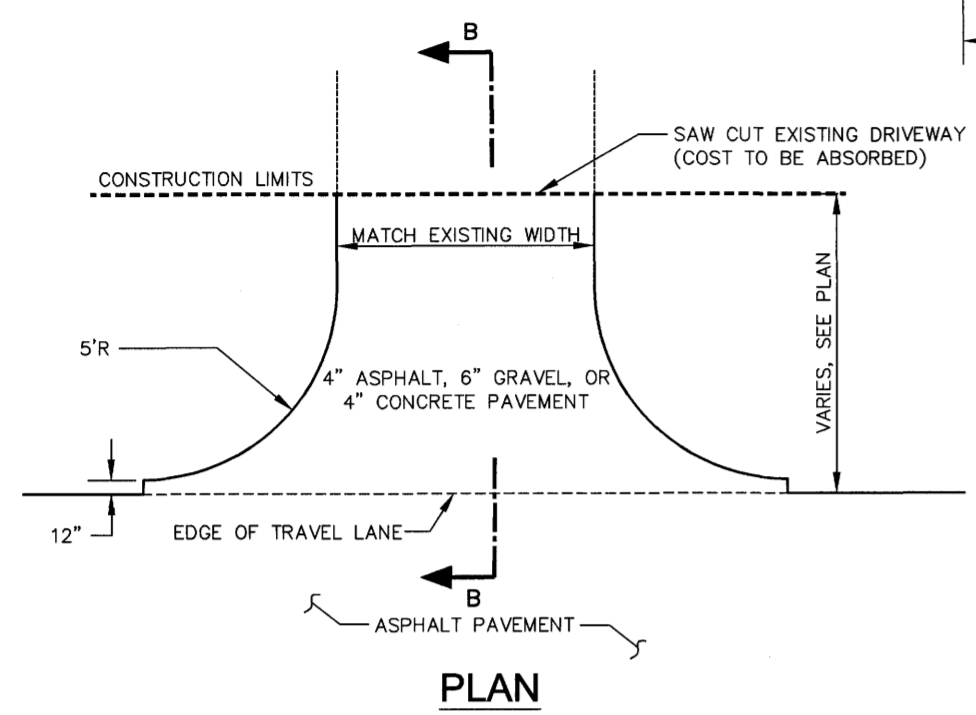 B
SAW CUT EXISTING DRIVEWAY
(COST TO BE ABSORBED)
CONSTRUCTION LIMITS
MATCH EXISTING WIDTH
VARIES, SEE PLAN
5'R
4" ASPHALT, 6" GRAVEL, OR
4" CONCRETE PAVEMENT
12"
EDGE OF TRAVEL LANE
B
ASPHALT PAVEMENT
PLAN